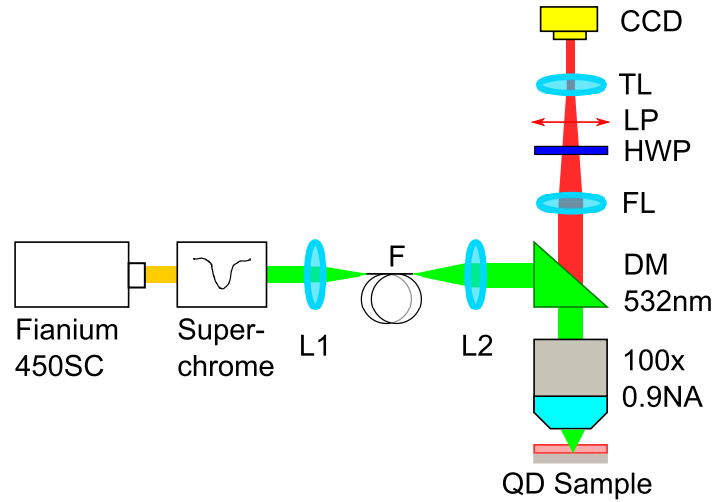 CCD
TL
LP
HWP
FL
F
DM
532nm
Fianium
450SC
Super-
chrome
L1
L2
100x
0.9NA
QD Sample